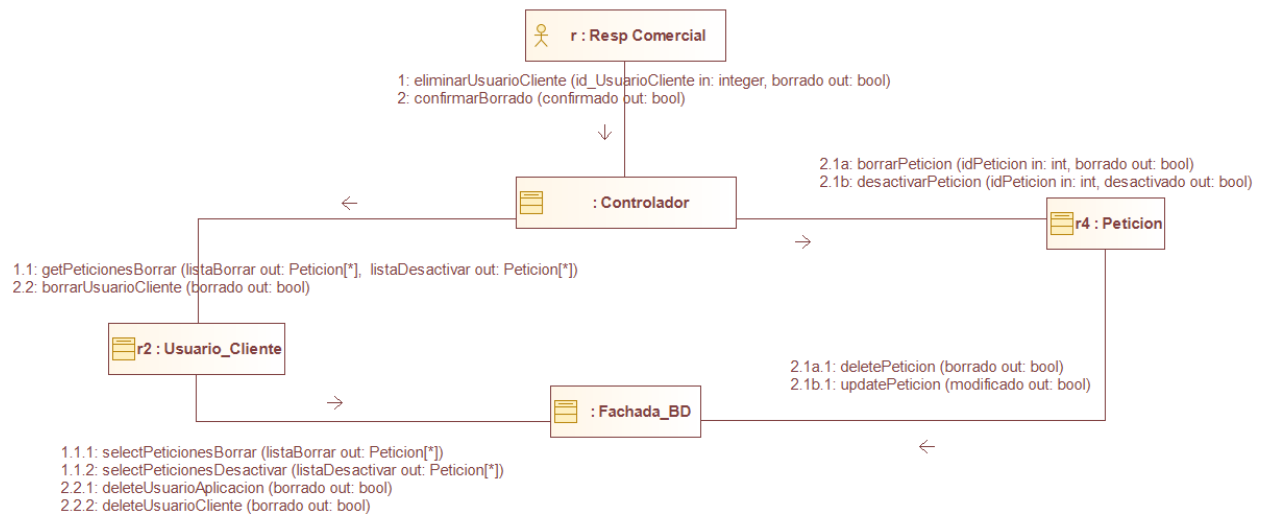 r : Resp Comercial
1: eliminarUsuarioCliente (id_UsuarioCliente in: integer, borrado out: bool)
2: confirmarBorrado (confirmado out: bool)
2.1a: borrarPeticion (idPeticion in: int, borrado out: bool)
2.1b: desactivarPeticion (idPeticion in: int, desactivado out: bool)
: Controlador
r4 : Peticion
1.1: getPeticionesBorrar (listaBorrar out: Peticion[*],  listaDesactivar out: Peticion[*])
2.2: borrarUsuarioCliente (borrado out: bool)
r2 : Usuario_Cliente
2.1a.1: deletePeticion (borrado out: bool)
2.1b.1: updatePeticion (modificado out: bool)
: Fachada_BD
1.1.1: selectPeticionesBorrar (listaBorrar out: Peticion[*])
1.1.2: selectPeticionesDesactivar (listaDesactivar out: Peticion[*])
2.2.1: deleteUsuarioAplicacion (borrado out: bool)
2.2.2: deleteUsuarioCliente (borrado out: bool)